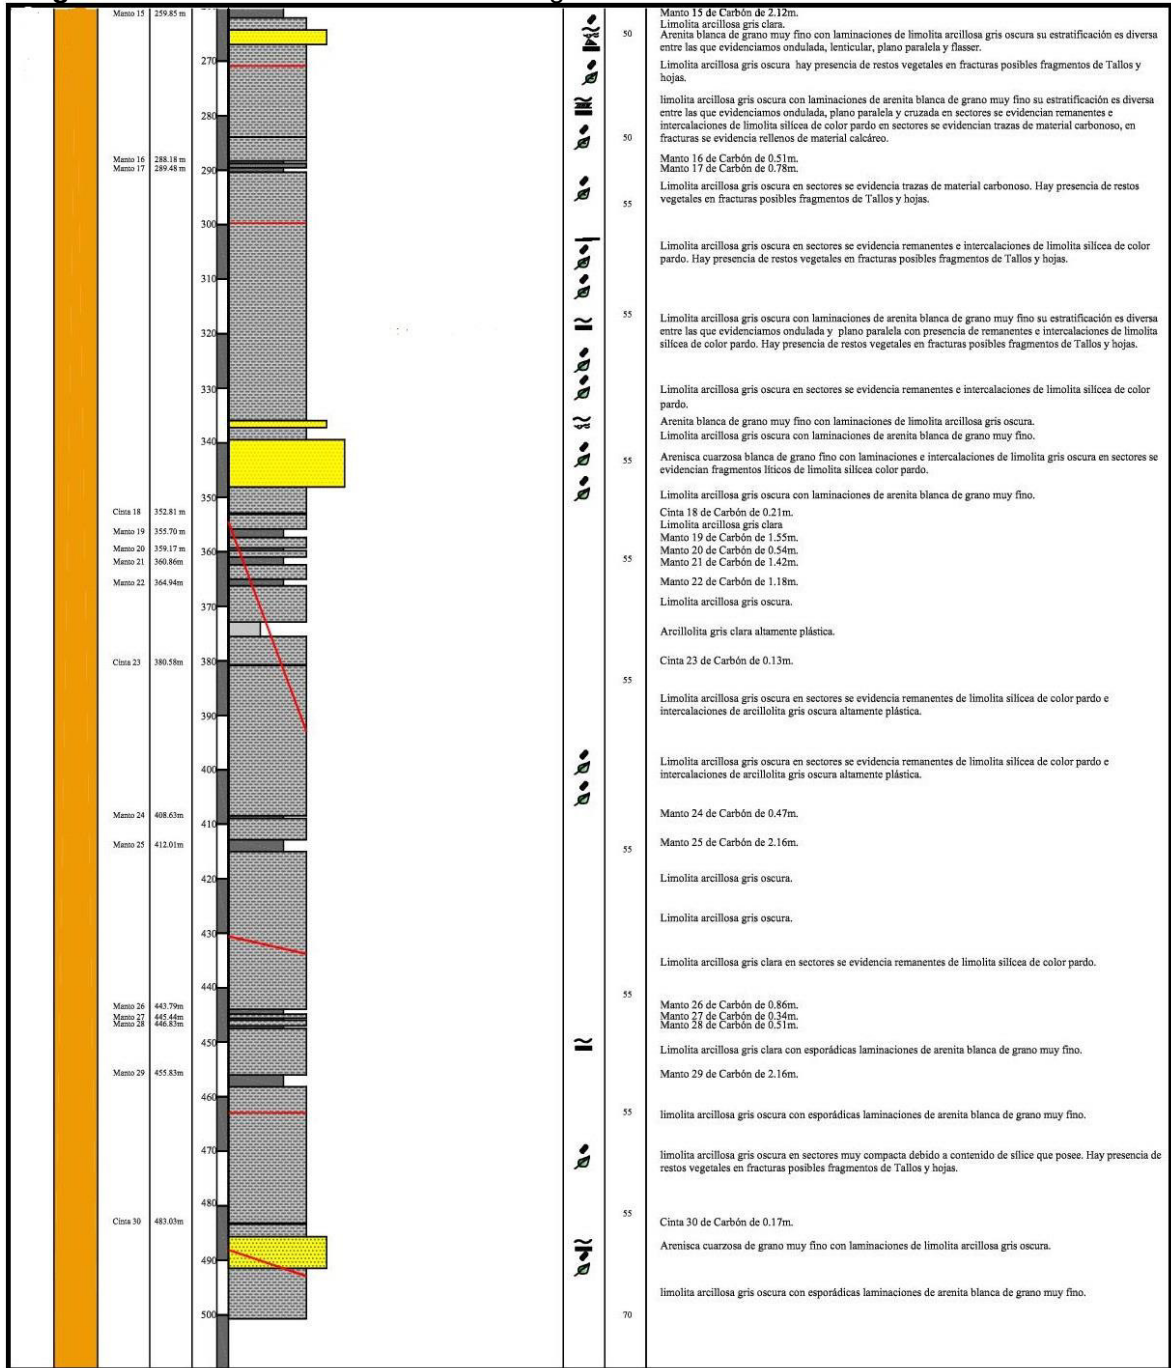 Manto 15 259.85 m
Manto 15 de Carbón de 2.12m.
Limolita arcillosa gris clara.
50
Arenita blanca de grano muy fino con laminaciones de limolita arcillosa gris oscura su estratificación es diversa
entre las que evidenciamos ondulada, lenticular, plano paralela y flasser.
270
Limolita arcillosa gris oscura hay presencia de restos vegetales en fracturas posibles fragmentos de Tallos y
hojas.
280
limolita arcillosa gris oscura con laminaciones de arenita blanca de grano muy fino su estratificación es diversa
entre las que evidenciamos ondulada, plano paralela y cruzada en sectores se evidencian remanentes e
intercalaciones de limolita silícea de color pardo en sectores se evidencian trazas de material carbonoso, en
fracturas se evidencia rellenos de material calcáreo.
50
Manto 16 288.18 m
Manto 16 de Carbón de 0.51m.
Manto 17 289.48 m
290
Manto 17 de Carbón de 0.78m.
Limolita arcillosa gris oscura en sectores se evidencia trazas de material carbonoso. Hay presencia de restos
vegetales en fracturas posibles fragmentos de Tallos y hojas.
55
300
Limolita arcillosa gris oscura en sectores se evidencia remanentes e intercalaciones de limolita silícea de color
pardo. Hay presencia de restos vegetales en fracturas posibles fragmentos de Tallos y hojas.
310
55
320
Limolita arcillosa gris oscura con laminaciones de arenita blanca de grano muy fino su estratificación es diversa
entre las que evidenciamos ondulada y plano paralela con presencia de remanentes e intercalaciones de limolita
silícea de color pardo. Hay presencia de restos vegetales en fracturas posibles fragmentos de Tallos y hojas.
330
Limolita arcillosa gris oscura en sectores se evidencia remanentes e intercalaciones de limolita silícea de color
pardo.
Arenita blanca de grano muy fino con laminaciones de limolita arcillosa gris oscura.
340
Limolita arcillosa gris oscura con laminaciones de arenita blanca de grano muy fino.
55
Arenisca cuarzosa blanca de grano fino con laminaciones e intercalaciones de limolita gris oscura en sectores se
evidencian fragmentos líticos de limolita silícea color pardo.
350
Limolita arcillosa gris oscura con laminaciones de arenita blanca de grano muy fino.
Cinta 18 352.81 m
Cinta 18 de Carbón de 0.21m.
Limolita arcillosa gris clara
Manto 19 355.70 m
Manto 19 de Carbón de 1.55m.
Manto 20 359.17 m
360
Manto 20 de Carbón de 0.54m.
Manto 21 360.86m
55
Manto 21 de Carbón de 1.42m.
Manto 22 364.94m
Manto 22 de Carbón de 1.18m.
370
Limolita arcillosa gris oscura.
Arcillolita gris clara altamente plástica.
Cinta 23 380.58m
380
Cinta 23 de Carbón de 0.13m.
55
390
Limolita arcillosa gris oscura en sectores se evidencia remanentes de limolita silícea de color pardo e
intercalaciones de arcillolita gris oscura altamente plástica.
400
Limolita arcillosa gris oscura en sectores se evidencia remanentes de limolita silícea de color pardo e
intercalaciones de arcillolita gris oscura altamente plástica.
Manto 24 408.63m
410
Manto 24 de Carbón de 0.47m.
Manto 25 412.01m
55
Manto 25 de Carbón de 2.16m.
420
Limolita arcillosa gris oscura.
430
Limolita arcillosa gris oscura.
440
Limolita arcillosa gris clara en sectores se evidencia remanentes de limolita silícea de color pardo.
55
Manto 26 443.79m
Manto 26 de Carbón de 0.86m.
Manto 27 445.44m
Manto 27 de Carbón de 0.34m.
Manto 28 446.83m
Manto 28 de Carbón de 0.51m.
450
Limolita arcillosa gris clara con esporádicas laminaciones de arenita blanca de grano muy fino.
Manto 29 455.83m
Manto 29 de Carbón de 2.16m.
460
55
limolita arcillosa gris oscura con esporádicas laminaciones de arenita blanca de grano muy fino.
470
limolita arcillosa gris oscura en sectores muy compacta debido a contenido de sílice que posee. Hay presencia de
restos vegetales en fracturas posibles fragmentos de Tallos y hojas.
480
55
Cinta 30 483.03m
Cinta 30 de Carbón de 0.17m.
490
Arenisca cuarzosa de grano muy fino con laminaciones de limolita arcillosa gris oscura.
limolita arcillosa gris oscura con esporádicas laminaciones de arenita blanca de grano muy fino.
500
70